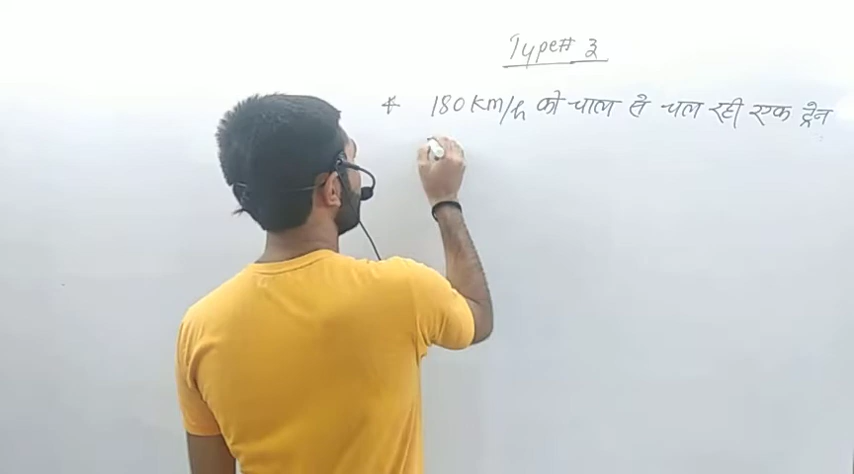 Type# 3
* 180 Km/h की चाल से चल रही एक ट्रेन